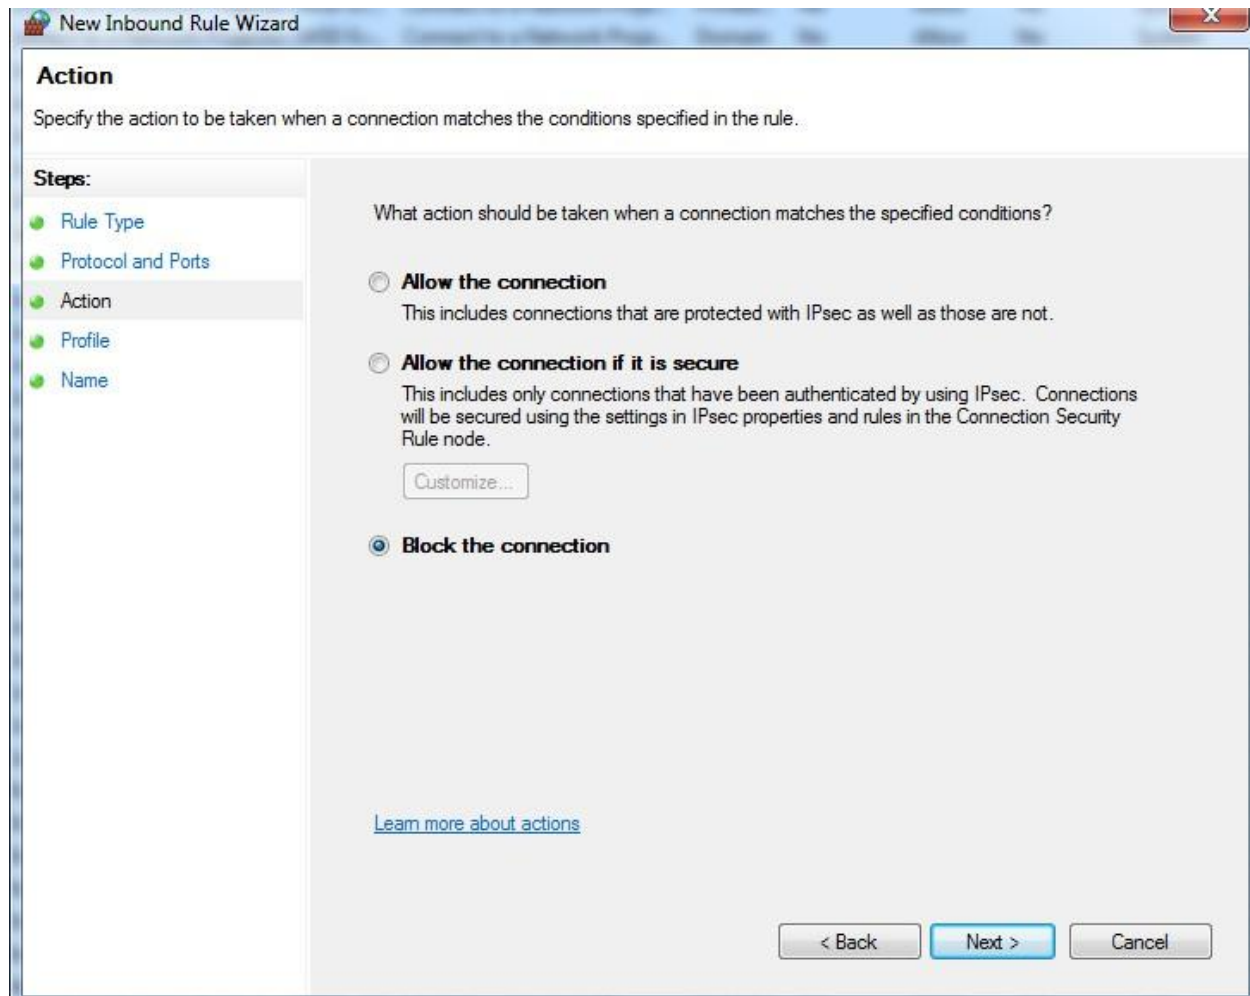 New Inbound Rule Wizard
Action
Specify the action to be taken when a connection matches the conditions specified in the rule.
Steps:
Rule Type
Protocol and Ports
Action
Profile
Name
What action should be taken when a connection matches the specified conditions?
Allow the connection
This includes connections that are protected with IPsec as well as those are not.
Allow the connection if it is secure
This includes only connections that have been authenticated by using IPsec. Connections
will be secured using the settings in IPsec properties and rules in the Connection Security
Rule node.
Customize...
Block the connection
Learn more about actions
< Back
Next >
Cancel